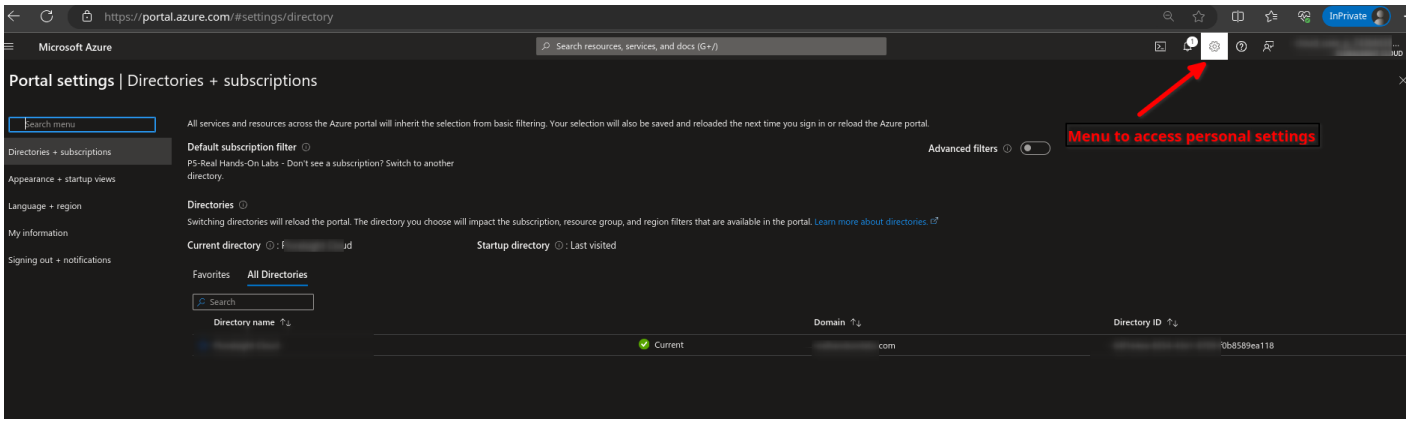 https://portal.azure.com/#settings/directory
InPrivate
Microsoft Azure
Search resources, services, and docs (G+/)
1
Portal settings | Directories + subscriptions
Search menu
All services and resources across the Azure portal will inherit the selection from basic filtering. Your selection will also be saved and reloaded the next time you sign in or reload the Azure portal.
Menu to access personal settings
Directories + subscriptions
Default subscription filter
Advanced filters
P5-Real Hands-On Labs - Don't see a subscription? Switch to another
directory.
Appearance + startup views
Language + region
Directories
Switching directories will reload the portal. The directory you choose will impact the subscription, resource group, and region filters that are available in the portal. Learn more about directories.
My information
Current directory : ud
Startup directory : Last visited
Signing out + notifications
Favorites All Directories
Search
Directory name ↑↓ Domain ↑↓ Directory ID ↑↓
Current com f0b8589ea118